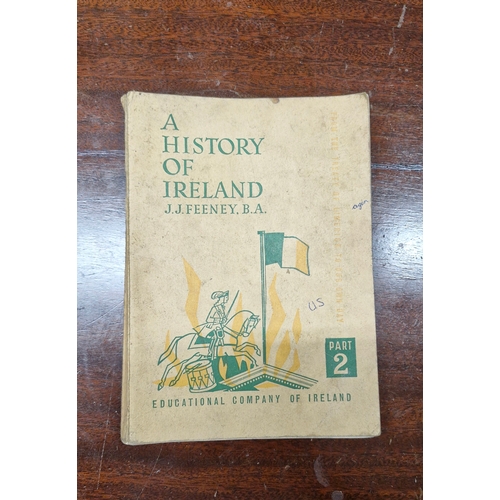 A
HISTORY
OF
IRELAND
J.J. FEENEY, B.A.
US
PART
2
EDUCATIONAL COMPANY OF IRELAND